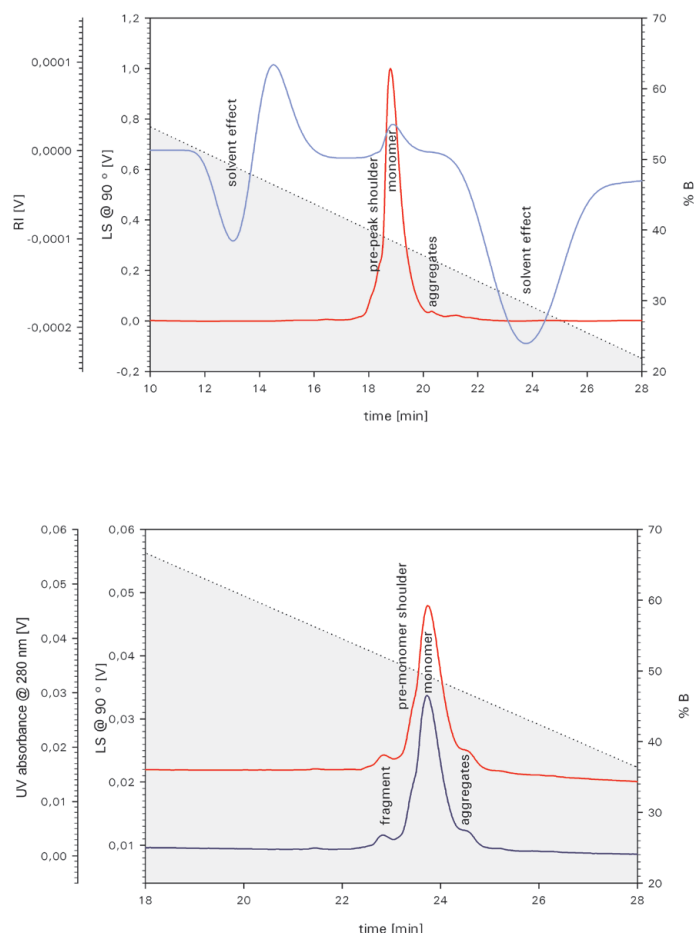 RI [V]
0,0001
0,0000
-0,0001
-0,0002
LS @ 90 ° [V]
1,2
1,0
0,8
0,6
0,4
0,2
0,0
-0,2
solvent effect
pre-peak shoulder
monomer
aggregates
solvent effect
70
60
50
40
30
20
% B
10 12 14 16 18 20 22 24 26 28
time [min]
UV absorbance @ 280 nm [V]
0,06
0,05
0,04
0,03
0,02
0,01
0,00
LS @ 90 ° [V]
0,06
0,05
0,04
0,03
0,02
0,01
fragment
pre-monomer shoulder
monomer
aggregates
70
60
50
40
30
20
% B
18 20 22 24 26 28
time [min]